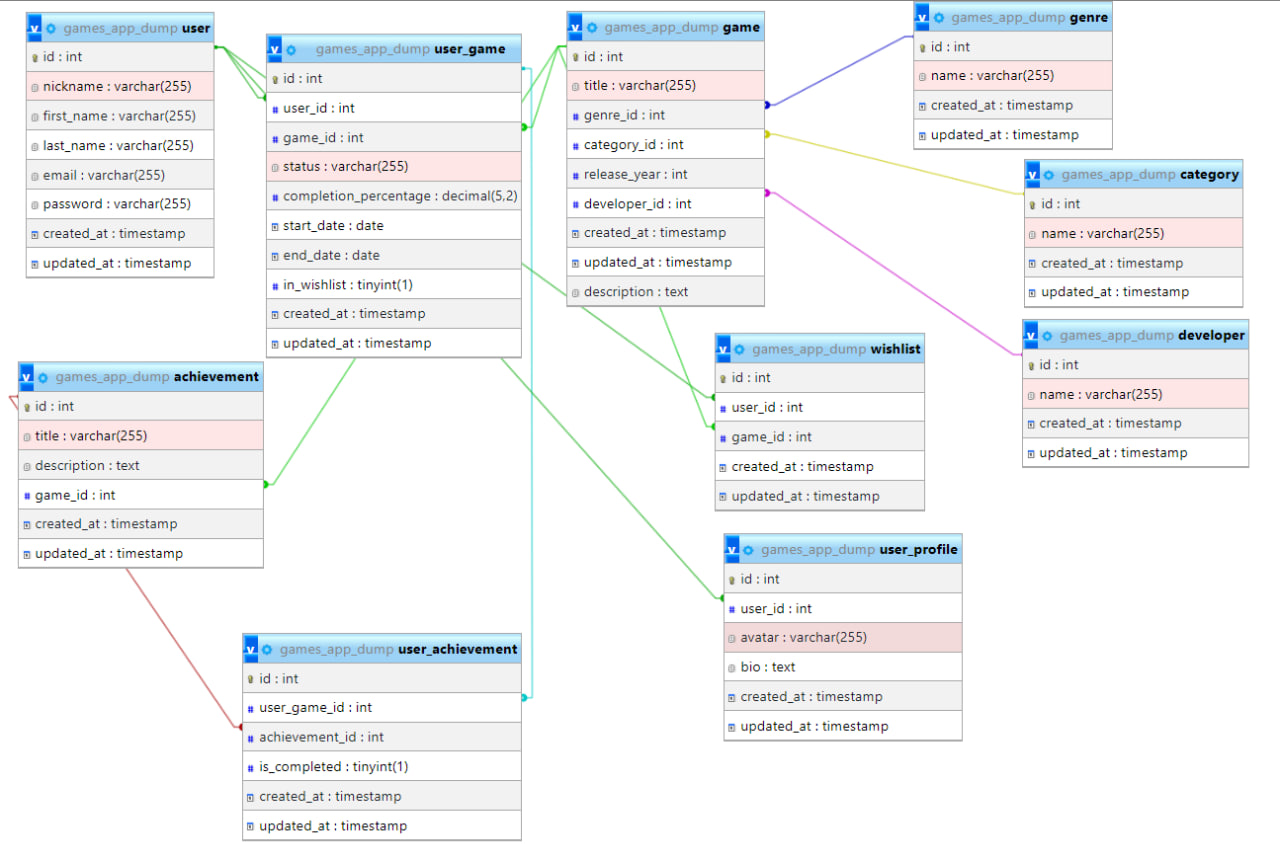 games_app_dump user
id : int
nickname : varchar(255)
first_name : varchar(255)
last_name : varchar(255)
email : varchar(255)
password : varchar(255)
created_at : timestamp
updated_at : timestamp
games_app_dump user_game
id : int
user_id : int
game_id : int
status : varchar(255)
completion_percentage : decimal(5,2)
start_date : date
end_date : date
in_wishlist : tinyint(1)
created_at : timestamp
updated_at : timestamp
games_app_dump game
id : int
title : varchar(255)
genre_id : int
category_id : int
release_year : int
developer_id : int
created_at : timestamp
updated_at : timestamp
description : text
games_app_dump genre
id : int
name : varchar(255)
created_at : timestamp
updated_at : timestamp
games_app_dump category
id : int
name : varchar(255)
created_at : timestamp
updated_at : timestamp
games_app_dump developer
id : int
name : varchar(255)
created_at : timestamp
updated_at : timestamp
games_app_dump wishlist
id : int
user_id : int
game_id : int
created_at : timestamp
updated_at : timestamp
games_app_dump achievement
id : int
title : varchar(255)
description : text
game_id : int
created_at : timestamp
updated_at : timestamp
games_app_dump user_profile
id : int
user_id : int
avatar : varchar(255)
bio : text
created_at : timestamp
updated_at : timestamp
games_app_dump user_achievement
id : int
user_game_id : int
achievement_id : int
is_completed : tinyint(1)
created_at : timestamp
updated_at : timestamp